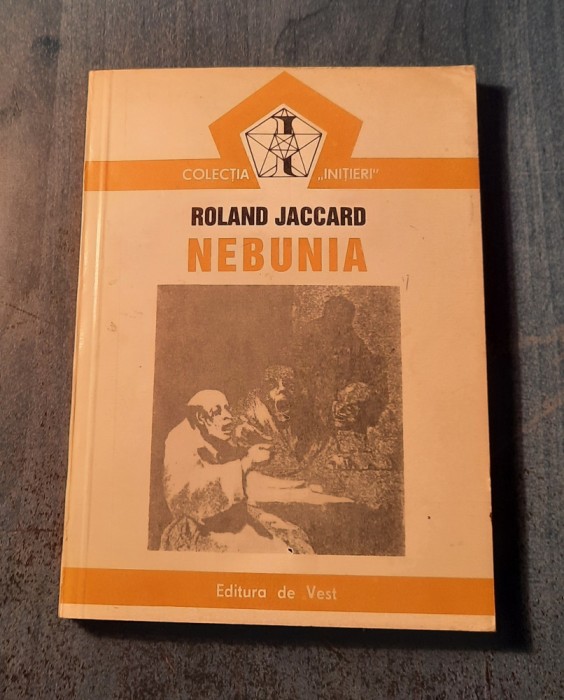 COLECȚIA „INIȚIERI"
ROLAND JACCARD
NEBUNIA
Editura de Vest